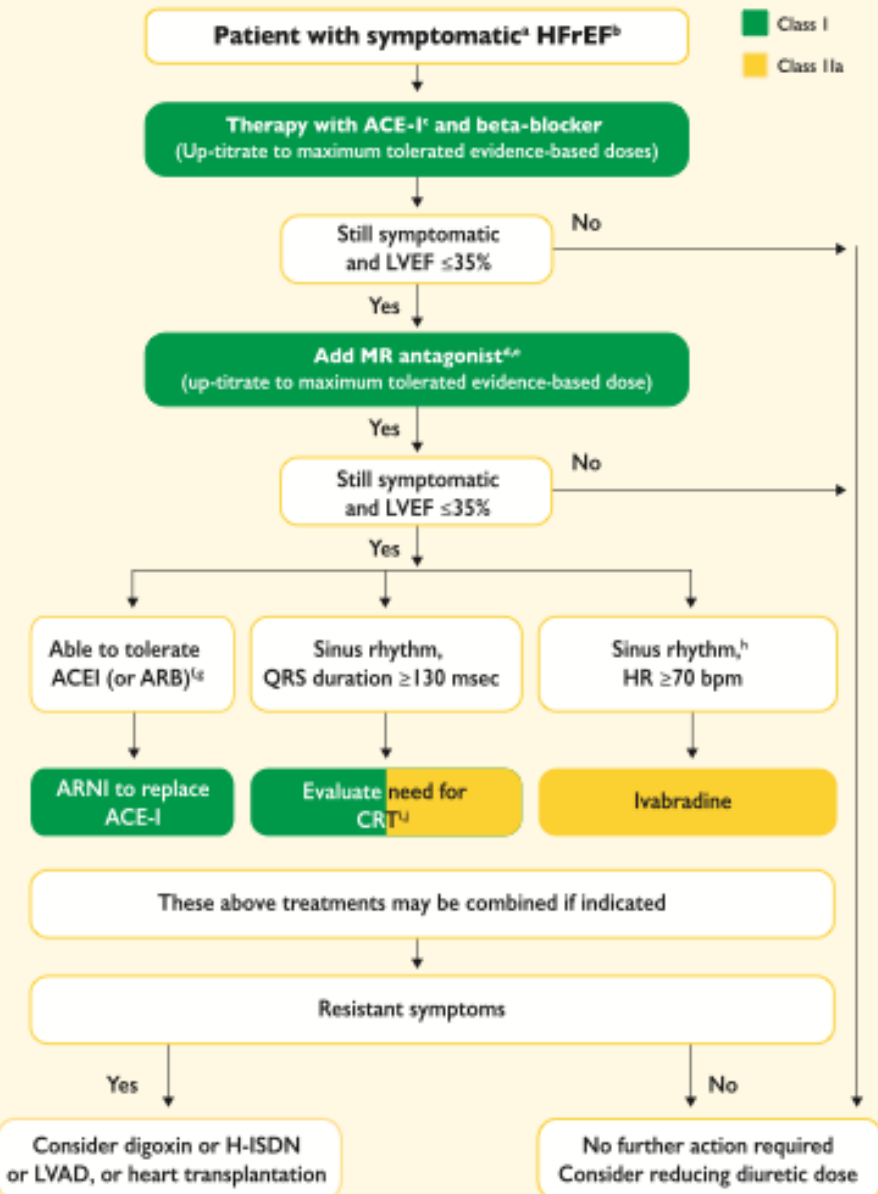 Patient with symptomaticᵃ HFrEFᵇ
Class I
Class IIa
Therapy with ACE-Iᶜ and beta-blocker
(Up-titrate to maximum tolerated evidence-based doses)
Still symptomatic
and LVEF ≤35%
No
Yes
Add MR antagonistᵈ,ᵉ
(up-titrate to maximum tolerated evidence-based dose)
Yes
Still symptomatic
and LVEF ≤35%
No
Yes
Able to tolerate
ACEI (or ARB)ᶠ,ᵍ
Sinus rhythm,
QRS duration ≥130 msec
Sinus rhythm,ʰ
HR ≥70 bpm
ARNI to replace
ACE-I
Evaluate need for
CRTⁱ,ʲ
Ivabradine
These above treatments may be combined if indicated
Resistant symptoms
Yes
No
Consider digoxin or H-ISDN
or LVAD, or heart transplantation
No further action required
Consider reducing diuretic dose